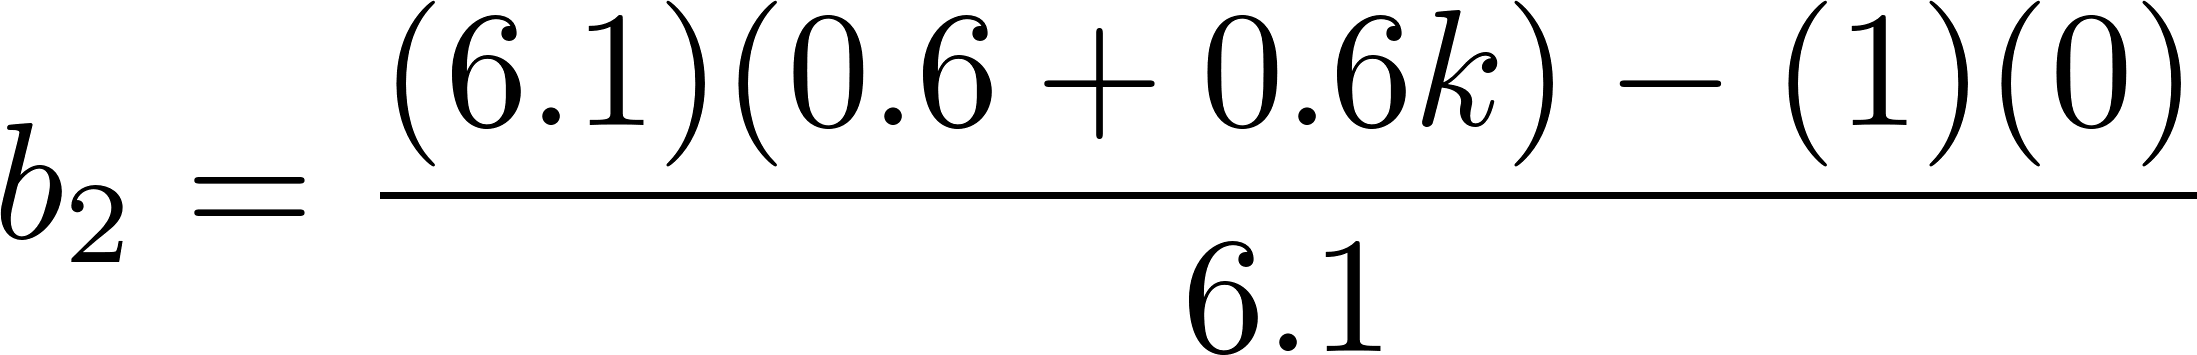 b_2 = \frac{(6.1)(0.6 + 0.6k) - (1)(0)}{6.1}